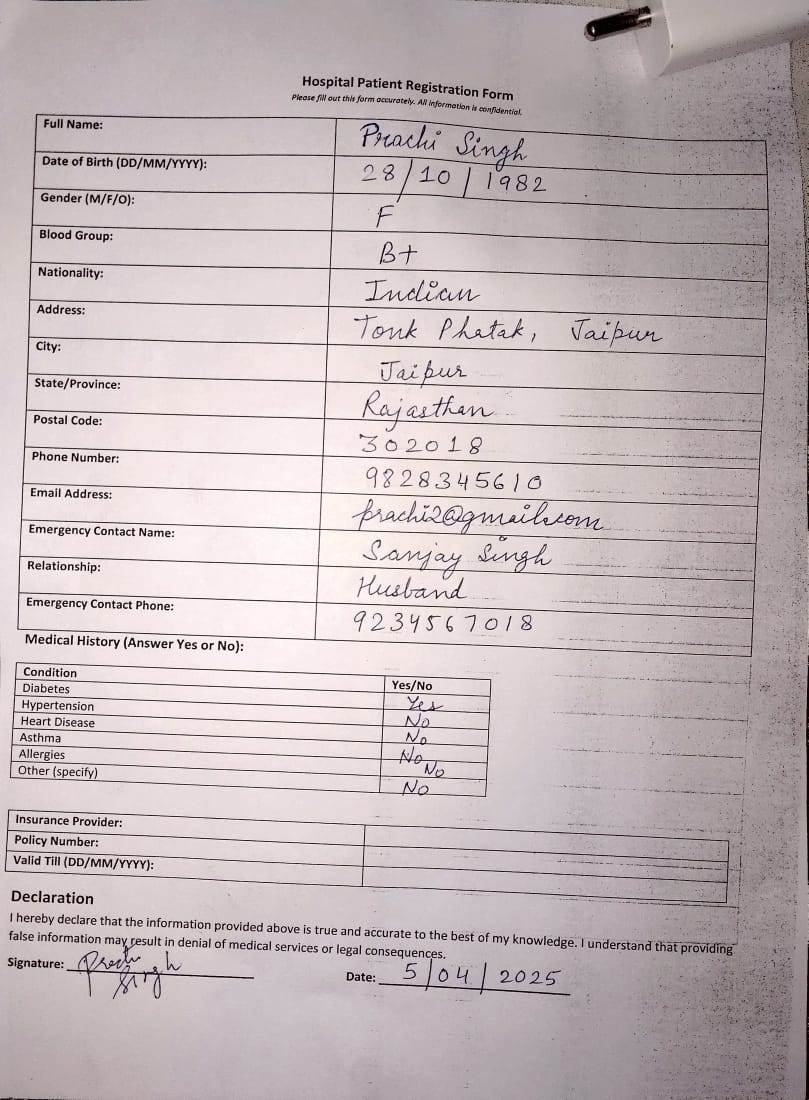 Hospital Patient Registration Form
Please fill out this form accurately. All information is confidential.
Full Name: Prachi Singh
Date of Birth (DD/MM/YYYY): 28/10/1982
Gender (M/F/O): F
Blood Group: B+
Nationality: Indian
Address: Tonk Phatak, Jaipur
City: Jaipur
State/Province: Rajasthan
Postal Code: 302018
Phone Number: 9828345610
Email Address: prachi2@gmail.com
Emergency Contact Name: Sanjay Singh
Relationship: Husband
Emergency Contact Phone: 9234567018
Medical History (Answer Yes or No):
Condition Yes/No
Diabetes Yes
Hypertension No
Heart Disease No
Asthma No
Allergies No
Other (specify) No
Insurance Provider:
Policy Number:
Valid Till (DD/MM/YYYY):
Declaration
I hereby declare that the information provided above is true and accurate to the best of my knowledge. I understand that providing
false information may result in denial of medical services or legal consequences.
Signature: Prachi Singh Date: 5/04/2025